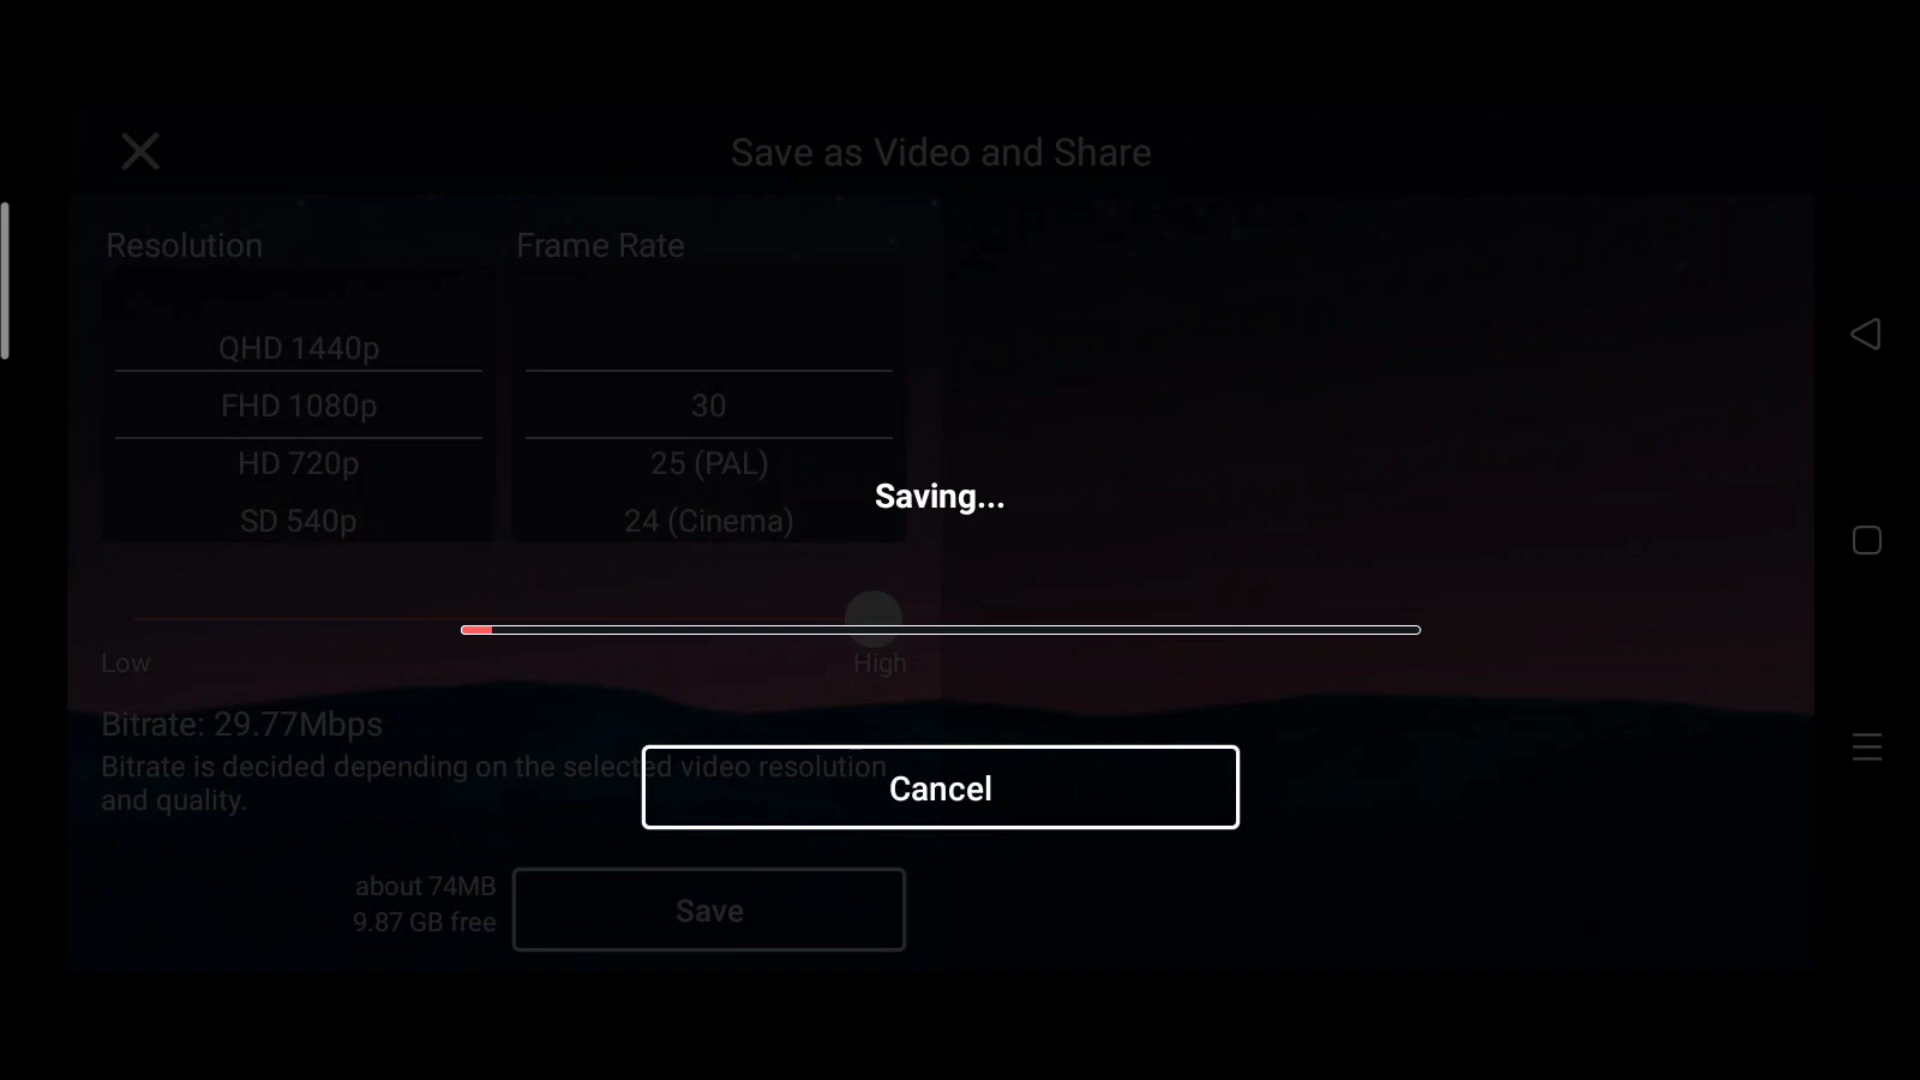 Save as Video and Share
Resolution
Frame Rate
QHD 1440p
FHD 1080p
30
HD 720p
25 (PAL)
SD 540p
24 (Cinema)
Saving...
Low
High
Bitrate: 29.77Mbps
Bitrate is decided depending on the selected video resolution
and quality.
Cancel
about 74MB
9.87 GB free
Save